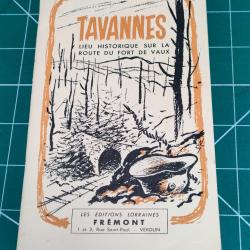 TAVANNES
LIEU HISTORIQUE SUR LA
ROUTE DU FORT DE VAUX
LES ÉDITIONS LORRAINES
FRÉMONT
1 et 3, Rue Saint-Paul - VERDUN